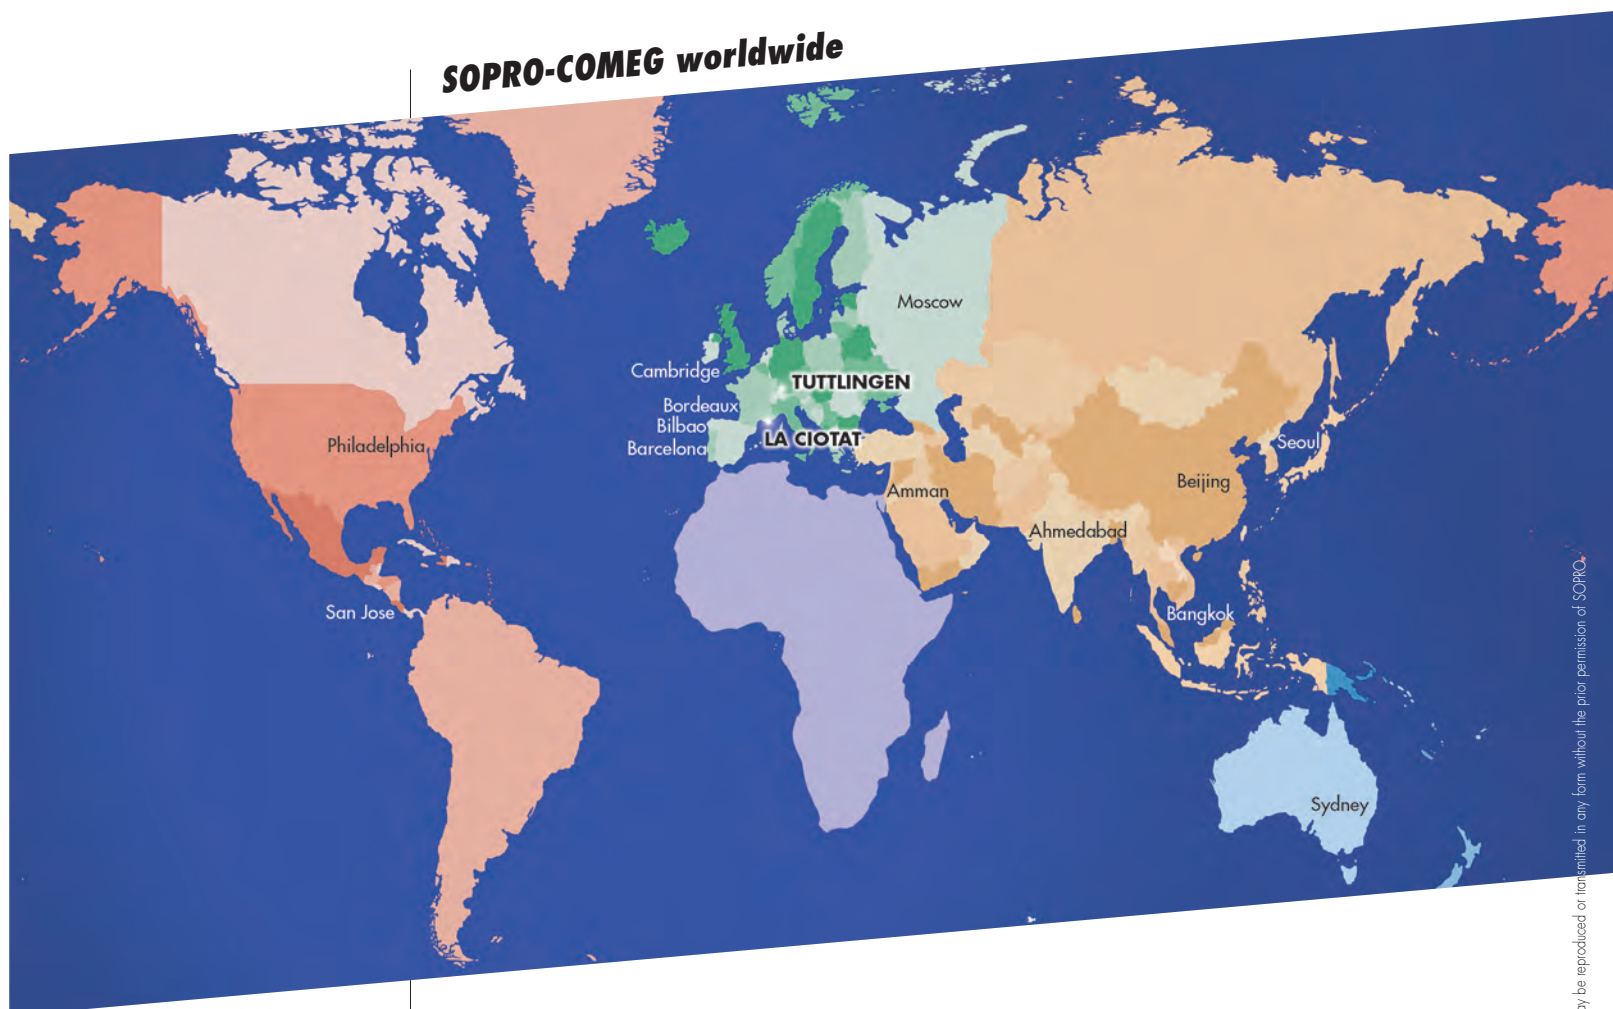 SOPRO-COMEG worldwide
Moscow
Cambridge
TUTTLINGEN
Bordeaux
Bilbao
LA CIOTAT
Barcelona
Philadelphia
Seoul
Beijing
Amman
Ahmedabad
San Jose
Bangkok
Sydney
be reproduced or transmitted in any form without the prior permission of SOPRO.